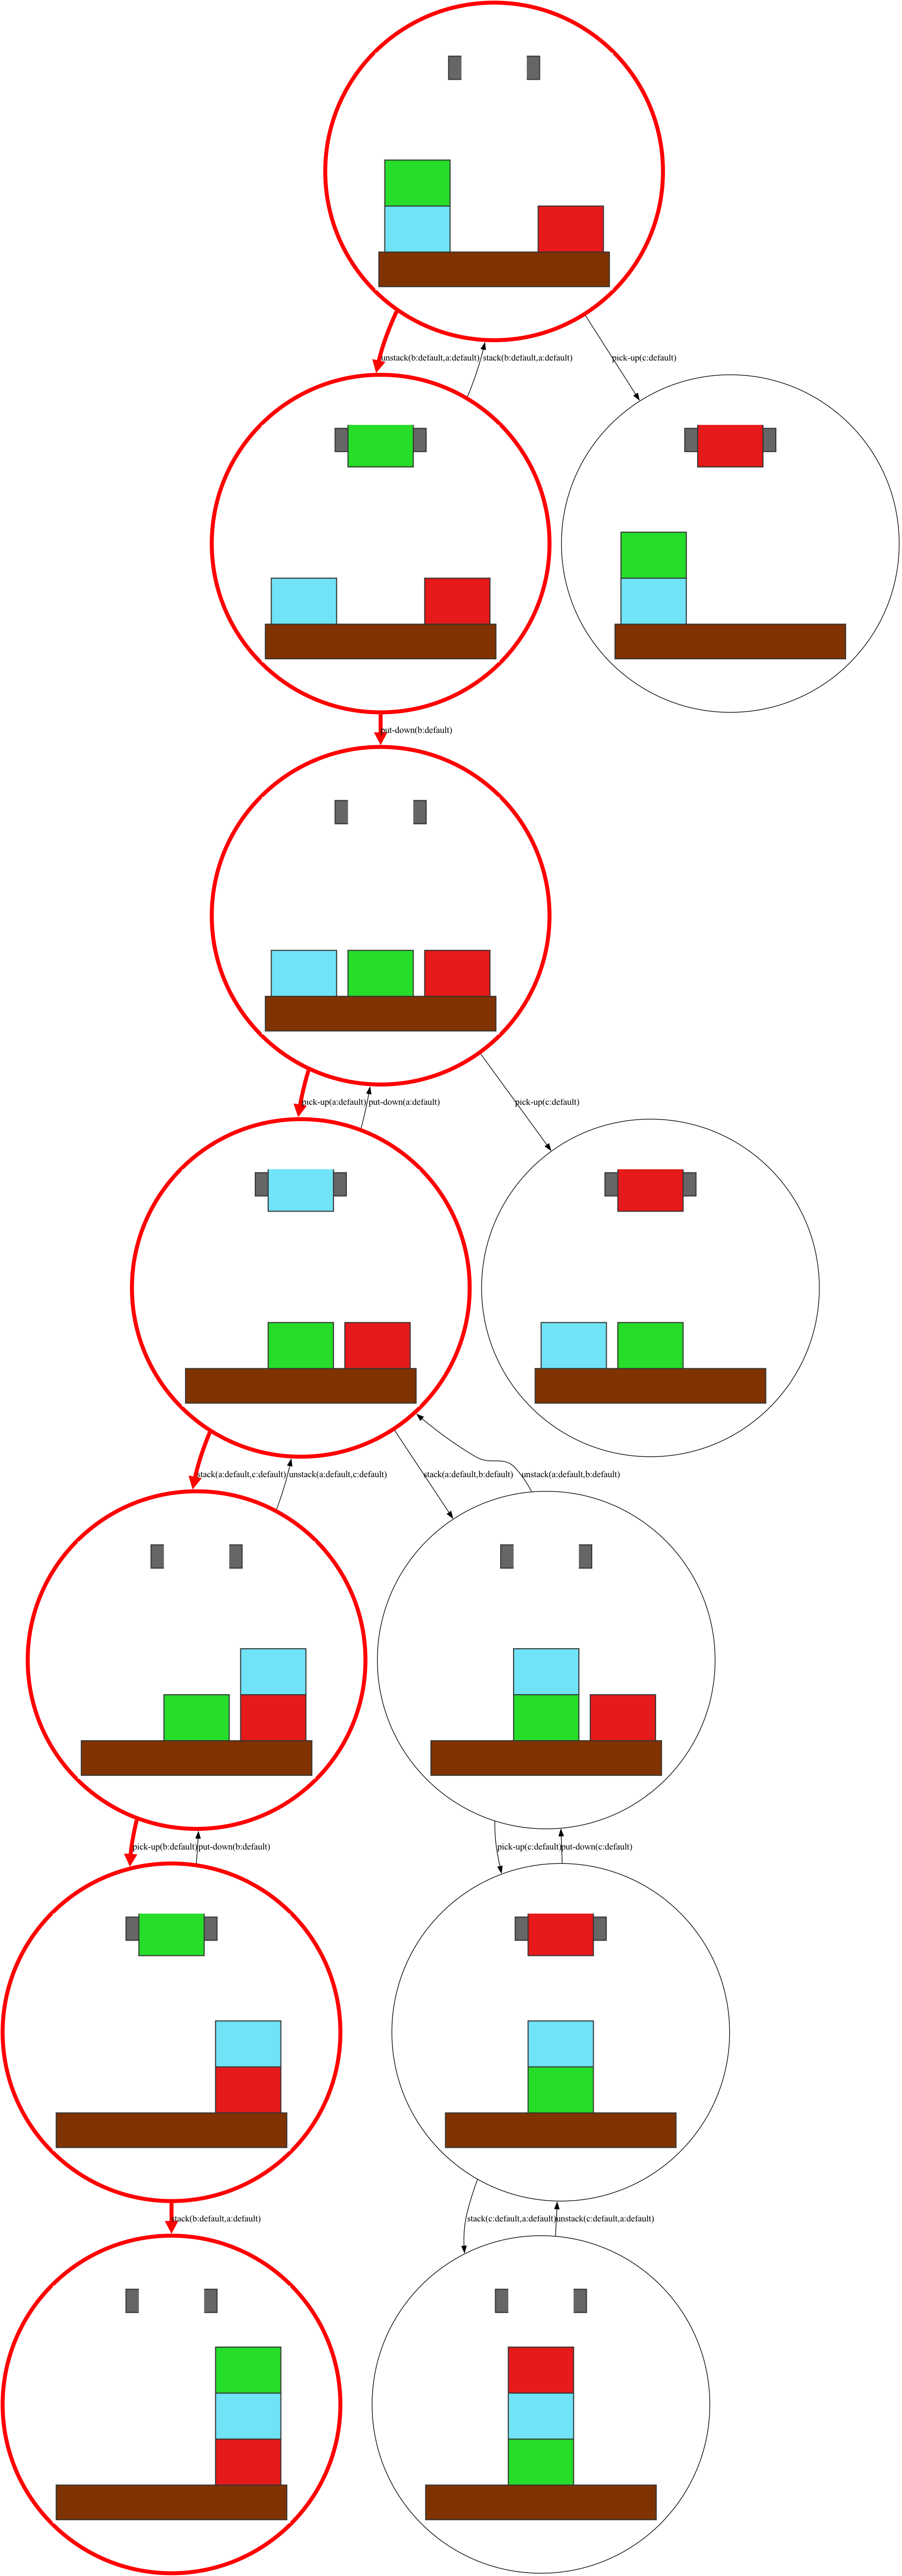 unstack(b:default,a:default)
stack(b:default,a:default)
pick-up(c:default)
put-down(b:default)
pick-up(a:default)
put-down(a:default)
pick-up(c:default)
stack(a:default,c:default)
unstack(a:default,c:default)
stack(a:default,b:default)
unstack(a:default,b:default)
pick-up(b:default)
put-down(b:default)
pick-up(c:default)
put-down(c:default)
stack(b:default,a:default)
stack(c:default,a:default)
unstack(c:default,a:default)